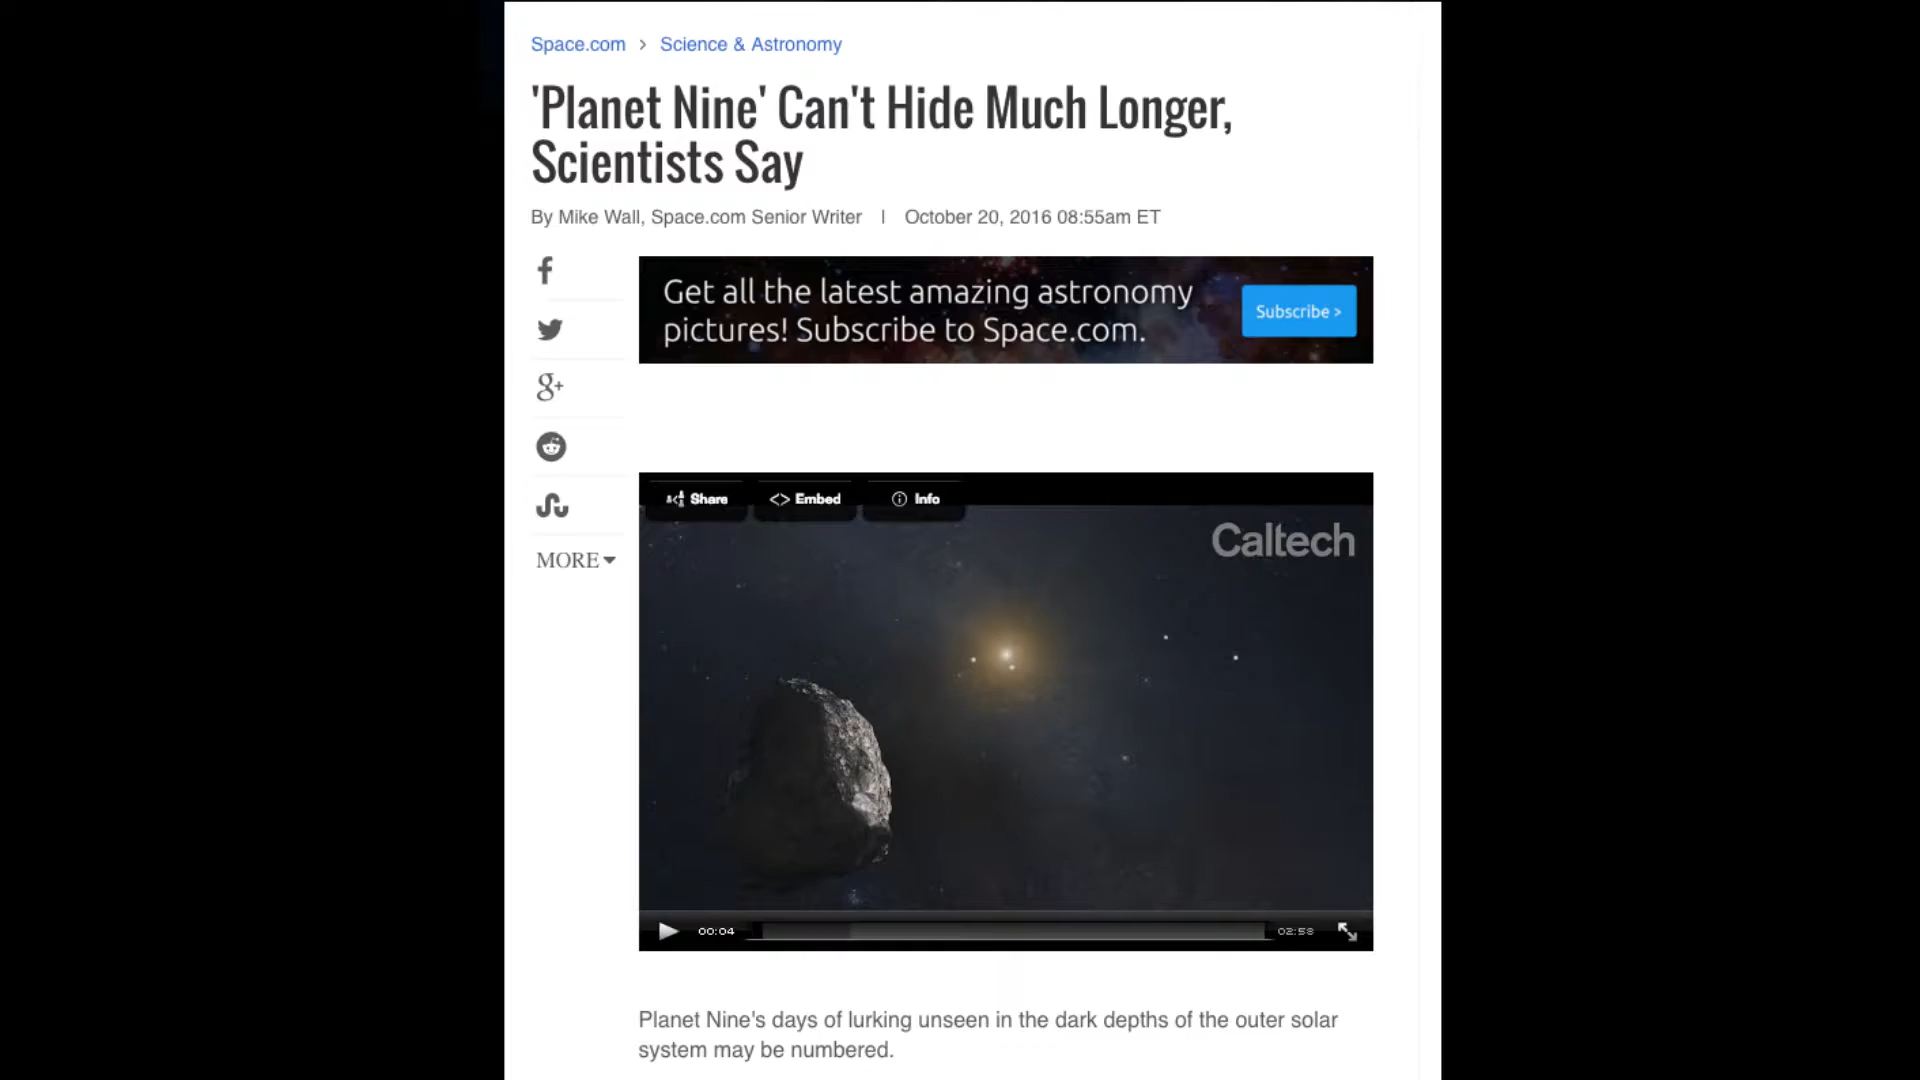 Space.com > Science & Astronomy
'Planet Nine' Can't Hide Much Longer,
Scientists Say
By Mike Wall, Space.com Senior Writer | October 20, 2016 08:55am ET
Get all the latest amazing astronomy
pictures! Subscribe to Space.com.
Subscribe >
g+
MORE
Share
<> Embed
Info
Caltech
00:04
02:58
Planet Nine's days of lurking unseen in the dark depths of the outer solar
system may be numbered.